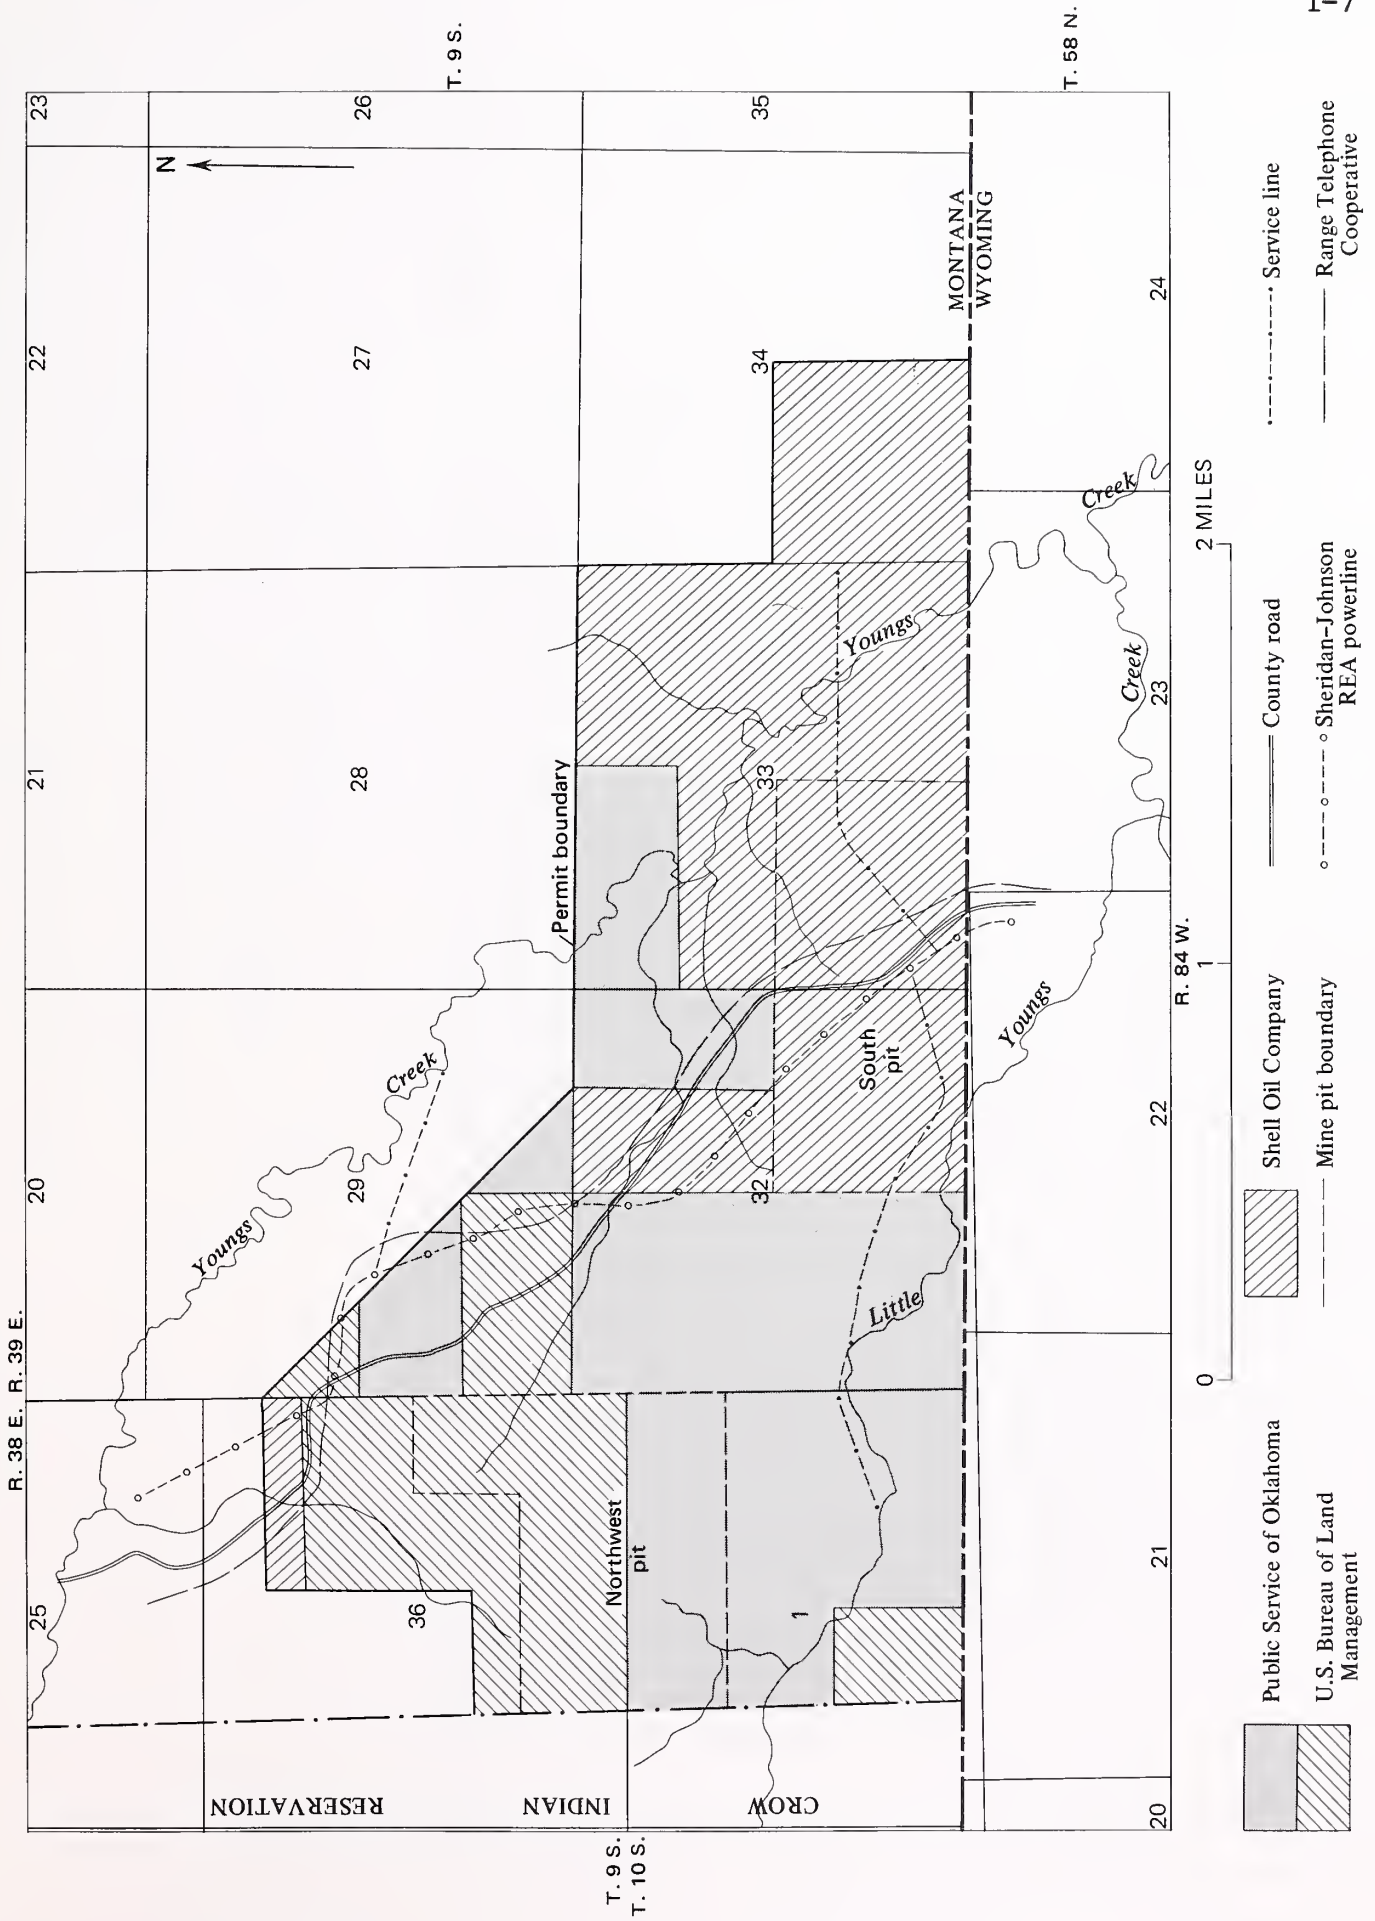 1-7
R. 38 E.
R. 39 E.
25
20
21
22
23
T. 9 S.
N
Youngs
Creek
36
29
28
27
26
Permit boundary
RESERVATION
INDIAN
CROW
T. 9 S.
T. 10 S.
Northwest
pit
1
32
33
34
35
South
pit
Youngs
Little
Youngs
Creek
Creek
MONTANA
WYOMING
20
21
22
23
24
R. 84 W.
T. 58 N.
0
1
2 MILES
Public Service of Oklahoma
U.S. Bureau of Land
Management
Shell Oil Company
Mine pit boundary
County road
Sheridan-Johnson
REA powerline
Service line
Range Telephone
Cooperative